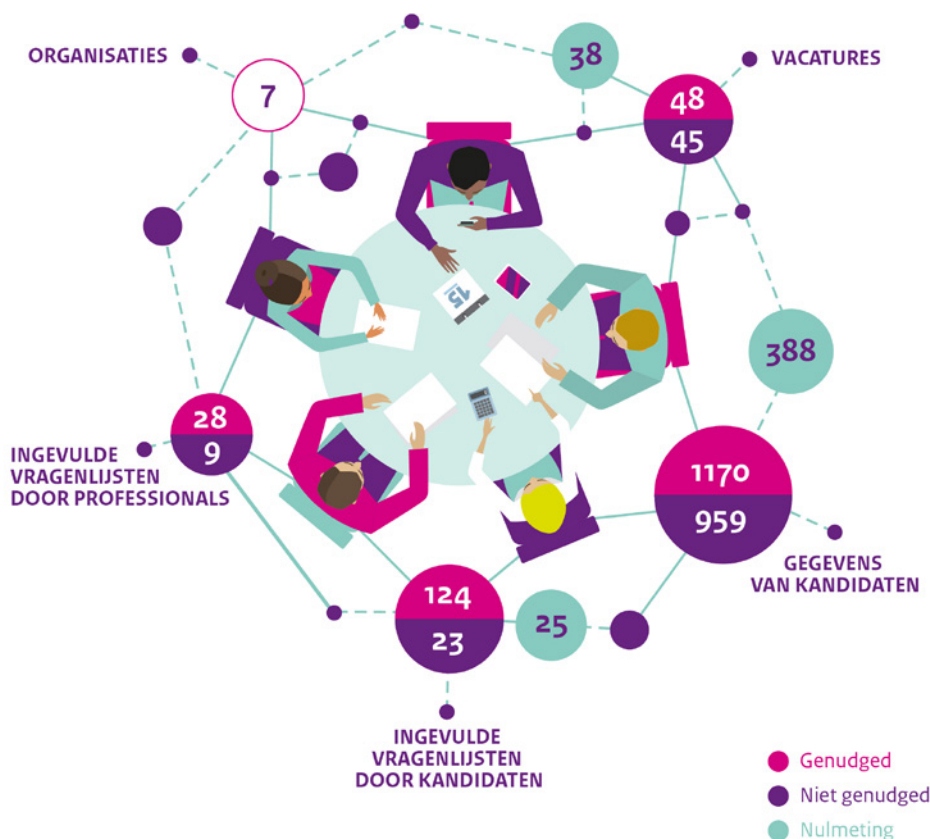 ORGANISATIES
7
38
VACATURES
48
45
15
388
28
9
INGEVULDE
VRAGENLIJSTEN
DOOR PROFESSIONALS
1170
959
GEGEVENS
VAN KANDIDATEN
124
23
25
INGEVULDE
VRAGENLIJSTEN
DOOR KANDIDATEN
Genudged
Niet genudged
Nulmeting